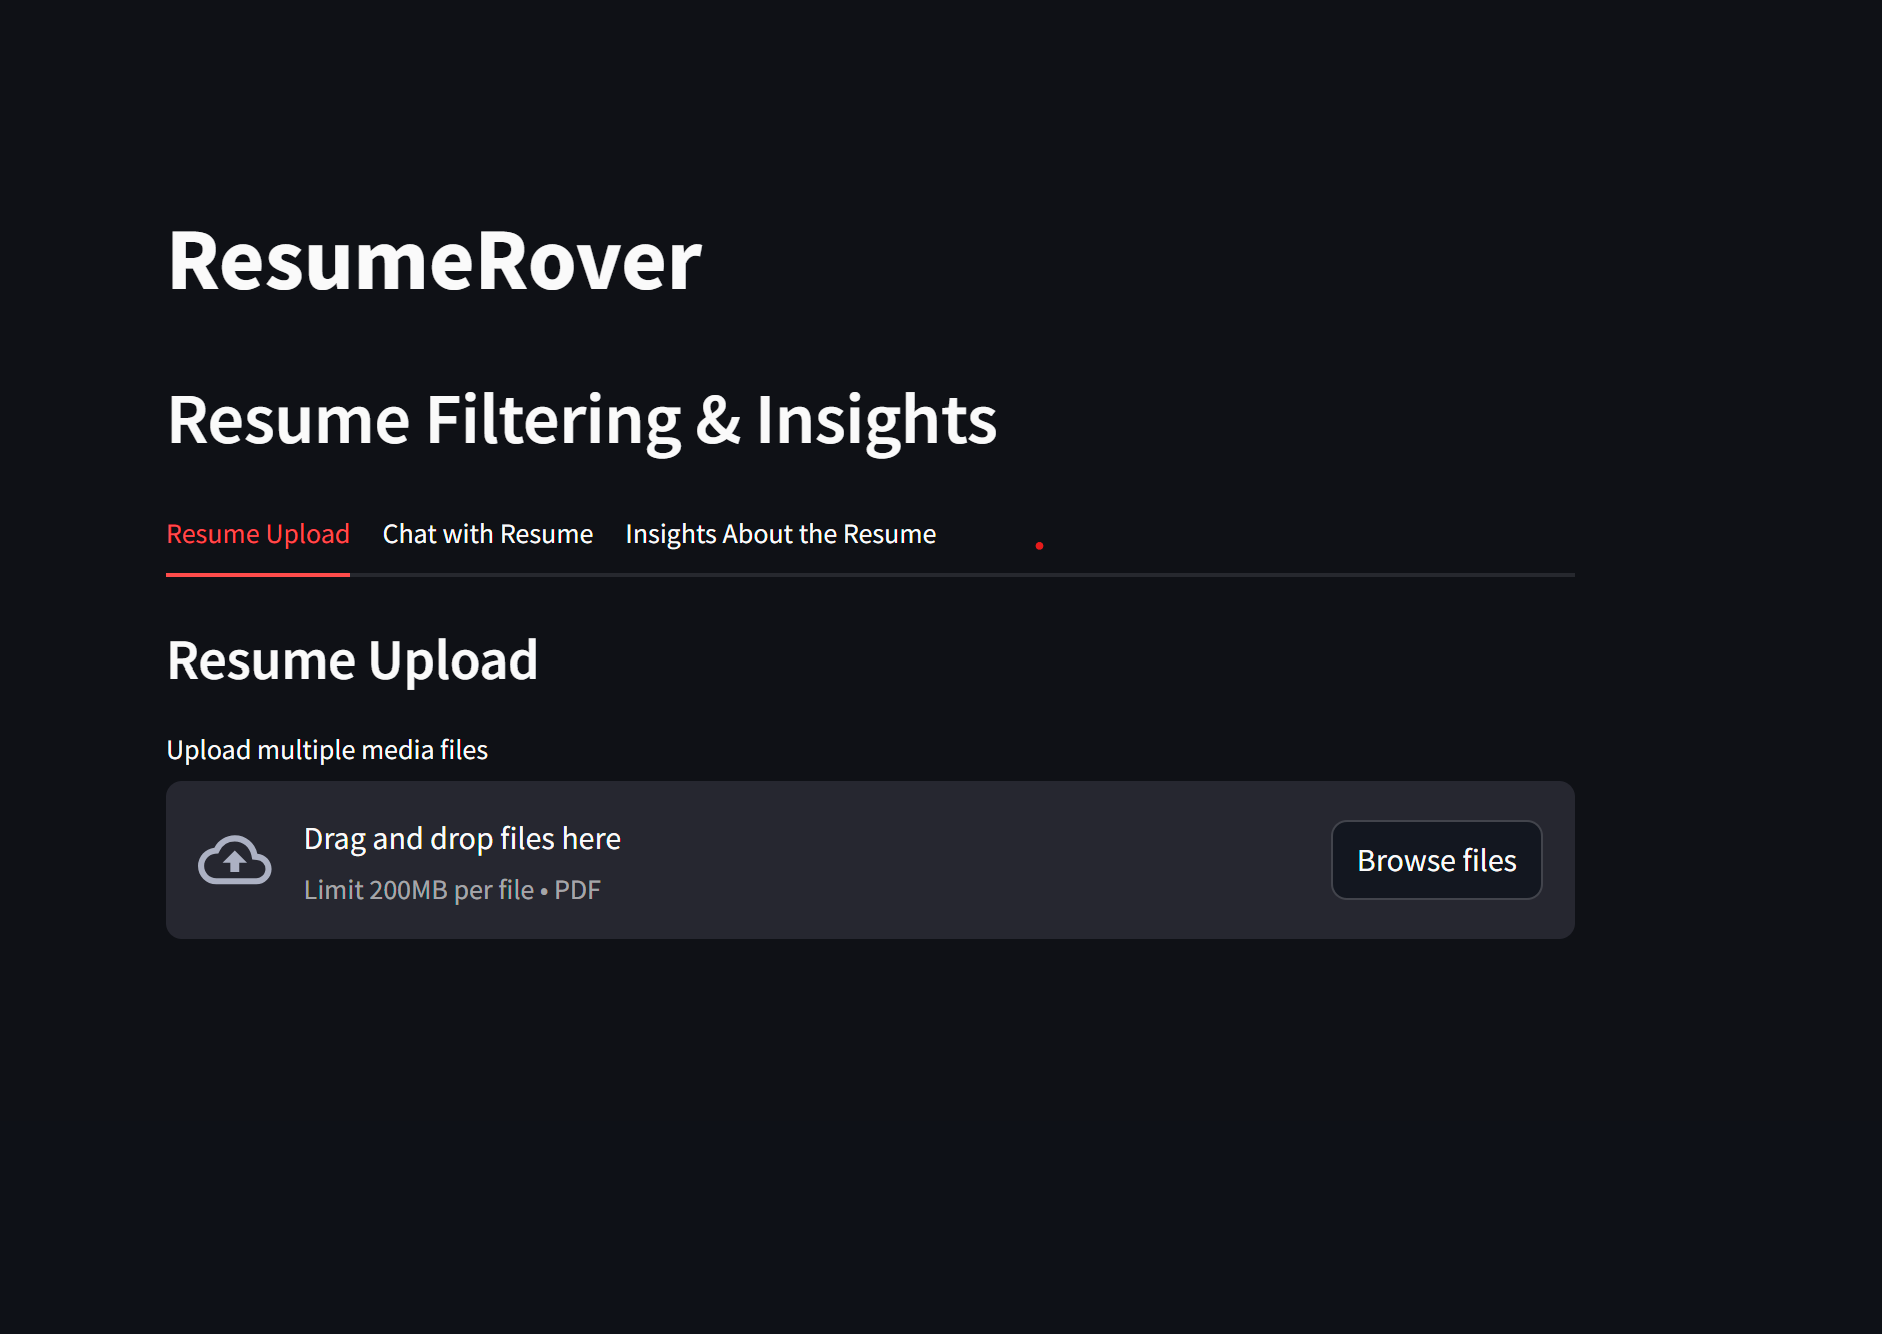 ResumeRover
Resume Filtering & Insights
Resume Upload Chat with Resume Insights About the Resume
Resume Upload
Upload multiple media files
Drag and drop files here
Limit 200MB per file • PDF
Browse files